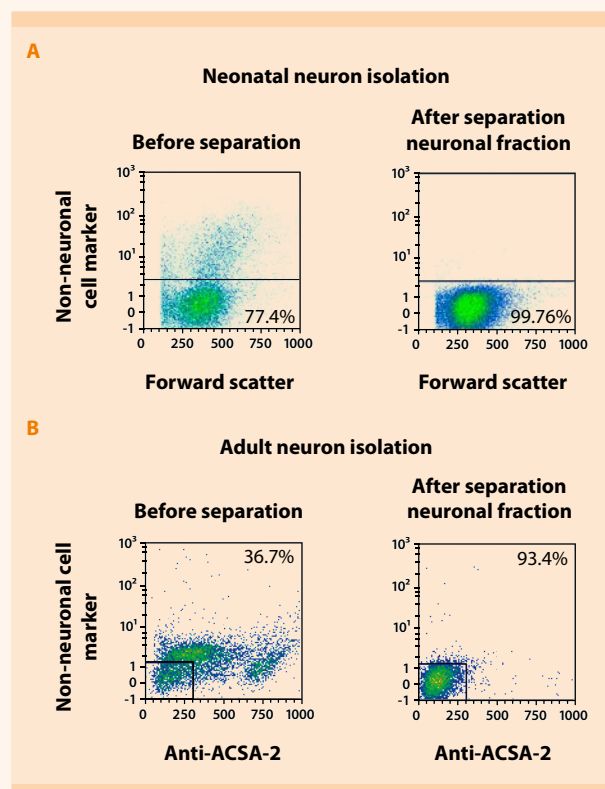 A
Neonatal neuron isolation
Before separation
After separation
neuronal fraction
Non-neuronal
cell marker
10³
10²
10¹
1
0
-1
77.4%
0 250 500 750 1000
Forward scatter
10³
10²
10¹
1
0
-1
99.76%
0 250 500 750 1000
Forward scatter
B
Adult neuron isolation
Before separation
After separation
neuronal fraction
Non-neuronal cell
marker
10³
36.7%
10²
10¹
1
0
-1
0 250 500 750 1000
Anti-ACSA-2
10³
93.4%
10²
10¹
1
0
-1
0 250 500 750 1000
Anti-ACSA-2